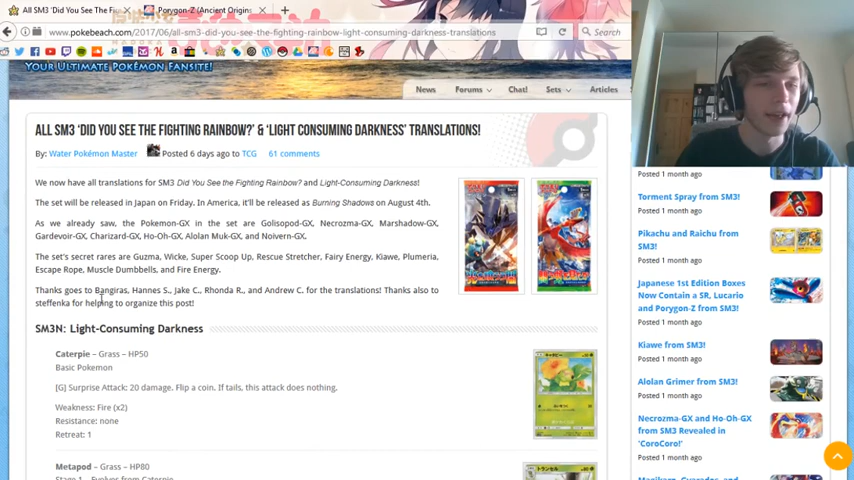 All SM3 'Did You See The Fi
Porygon-Z (Ancient Origins
www.pokebeach.com/2017/06/all-sm3-did-you-see-the-fighting-rainbow-light-consuming-darkness-translations
Search
YOUR ULTIMATE POKÉMON FANSITE!
News Forums Chat! Sets Articles
ALL SM3 'DID YOU SEE THE FIGHTING RAINBOW?' & 'LIGHT CONSUMING DARKNESS' TRANSLATIONS!
By: Water Pokémon Master Posted 6 days ago to TCG 61 comments
We now have all translations for SM3 Did You See the Fighting Rainbow? and Light-Consuming Darkness!
The set will be released in Japan on Friday. In America, it'll be released as Burning Shadows on August 4th.
As we already saw, the Pokemon-GX in the set are Golisopod-GX, Necrozma-GX, Marshadow-GX,
Gardevoir-GX, Charizard-GX, Ho-Oh-GX, Alolan Muk-GX, and Noivern-GX.
The set's secret rares are Guzma, Wicke, Super Scoop Up, Rescue Stretcher, Fairy Energy, Kiawe, Plumeria,
Escape Rope, Muscle Dumbbells, and Fire Energy.
Thanks goes to Bangiras, Hannes S., Jake C., Rhonda R., and Andrew C. for the translations! Thanks also to
steffenka for helping to organize this post!
SM3N: Light-Consuming Darkness
Caterpie – Grass – HP50
Basic Pokemon
[G] Surprise Attack: 20 damage. Flip a coin. If tails, this attack does nothing.
Weakness: Fire (x2)
Resistance: none
Retreat: 1
Metapod – Grass – HP80
Stage 1 – Evolves from Caterpie
Posted 1 month ago
Torment Spray from SM3!
Posted 1 month ago
Pikachu and Raichu from
SM3!
Posted 1 month ago
Japanese 1st Edition Boxes
Now Contain a SR, Lucario
and Porygon-Z from SM3!
Posted 1 month ago
Kiawe from SM3!
Posted 1 month ago
Alolan Grimer from SM3!
Posted 1 month ago
Necrozma-GX and Ho-Oh-GX
from SM3 Revealed in
'CoroCoro!'
Posted 1 month ago